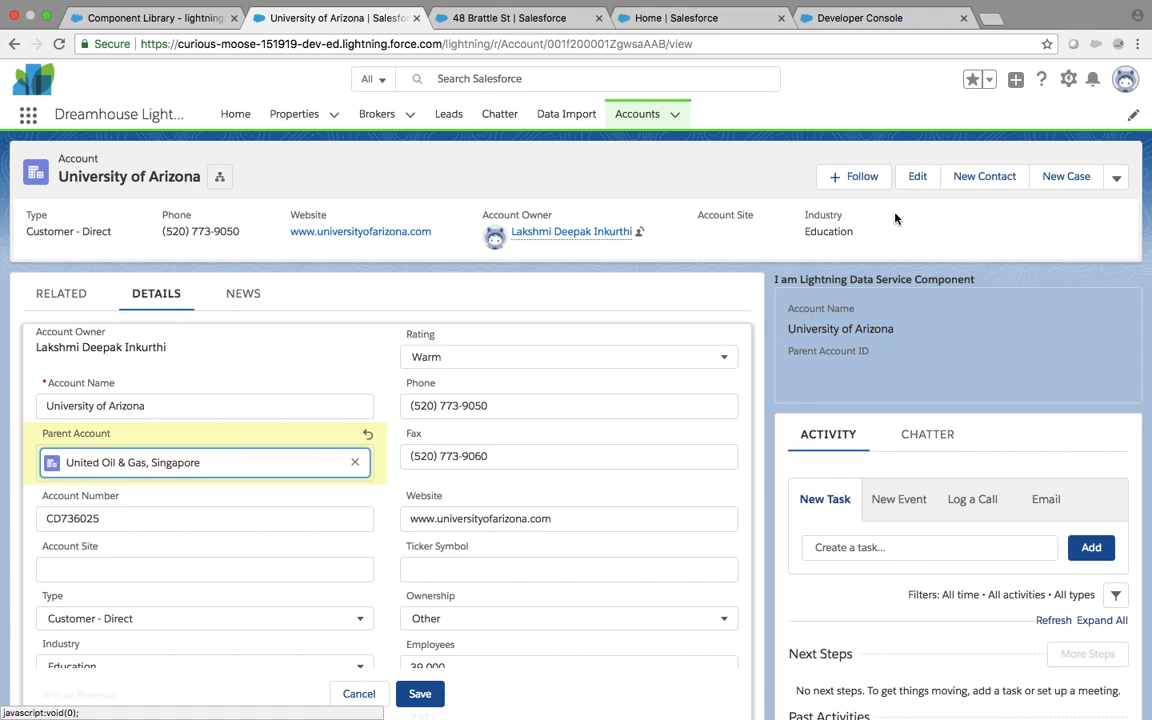 Component Library - lightning
University of Arizona | Salesfo
48 Brattle St | Salesforce
Home | Salesforce
Developer Console
Secure
https://curious-moose-151919-dev-ed.lightning.force.com/lightning/r/Account/001f200001ZgwsaAAB/view
All
Search Salesforce
Dreamhouse Light...
Home
Properties
Brokers
Leads
Chatter
Data Import
Accounts
Account
University of Arizona
Follow
Edit
New Contact
New Case
Type
Phone
Website
Account Owner
Account Site
Industry
Customer - Direct
(520) 773-9050
www.universityofarizona.com
Lakshmi Deepak Inkurthi
Education
RELATED
DETAILS
NEWS
Account Owner
Lakshmi Deepak Inkurthi
Rating
Warm
*Account Name
University of Arizona
Phone
(520) 773-9050
Parent Account
United Oil & Gas, Singapore
Fax
(520) 773-9060
Account Number
CD736025
Website
www.universityofarizona.com
Account Site
Ticker Symbol
Type
Customer - Direct
Ownership
Other
Industry
Education
Employees
39,000
Annual Revenue
Cancel
Save
7321
javascript:void(0);
I am Lightning Data Service Component
Account Name
University of Arizona
Parent Account ID
ACTIVITY
CHATTER
New Task
New Event
Log a Call
Email
Create a task...
Add
Filters: All time • All activities • All types
Refresh
Expand All
Next Steps
More Steps
No next steps. To get things moving, add a task or set up a meeting.
Past Activities